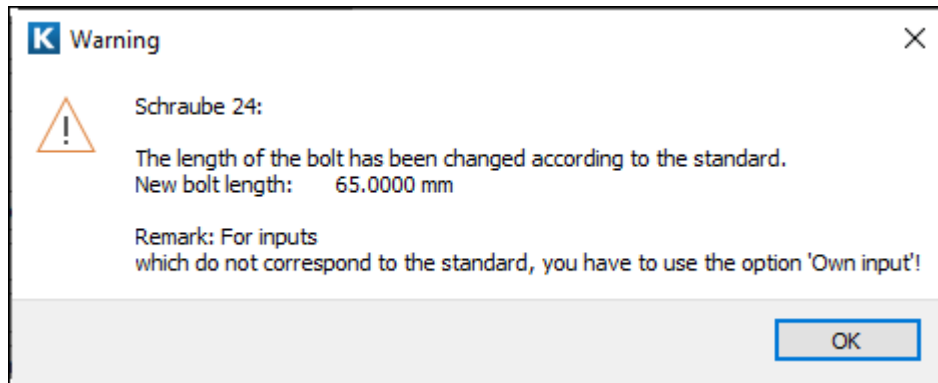 K Warning
Schraube 24:
The length of the bolt has been changed according to the standard.
New bolt length: 65.0000 mm
Remark: For inputs
which do not correspond to the standard, you have to use the option 'Own input'!
OK